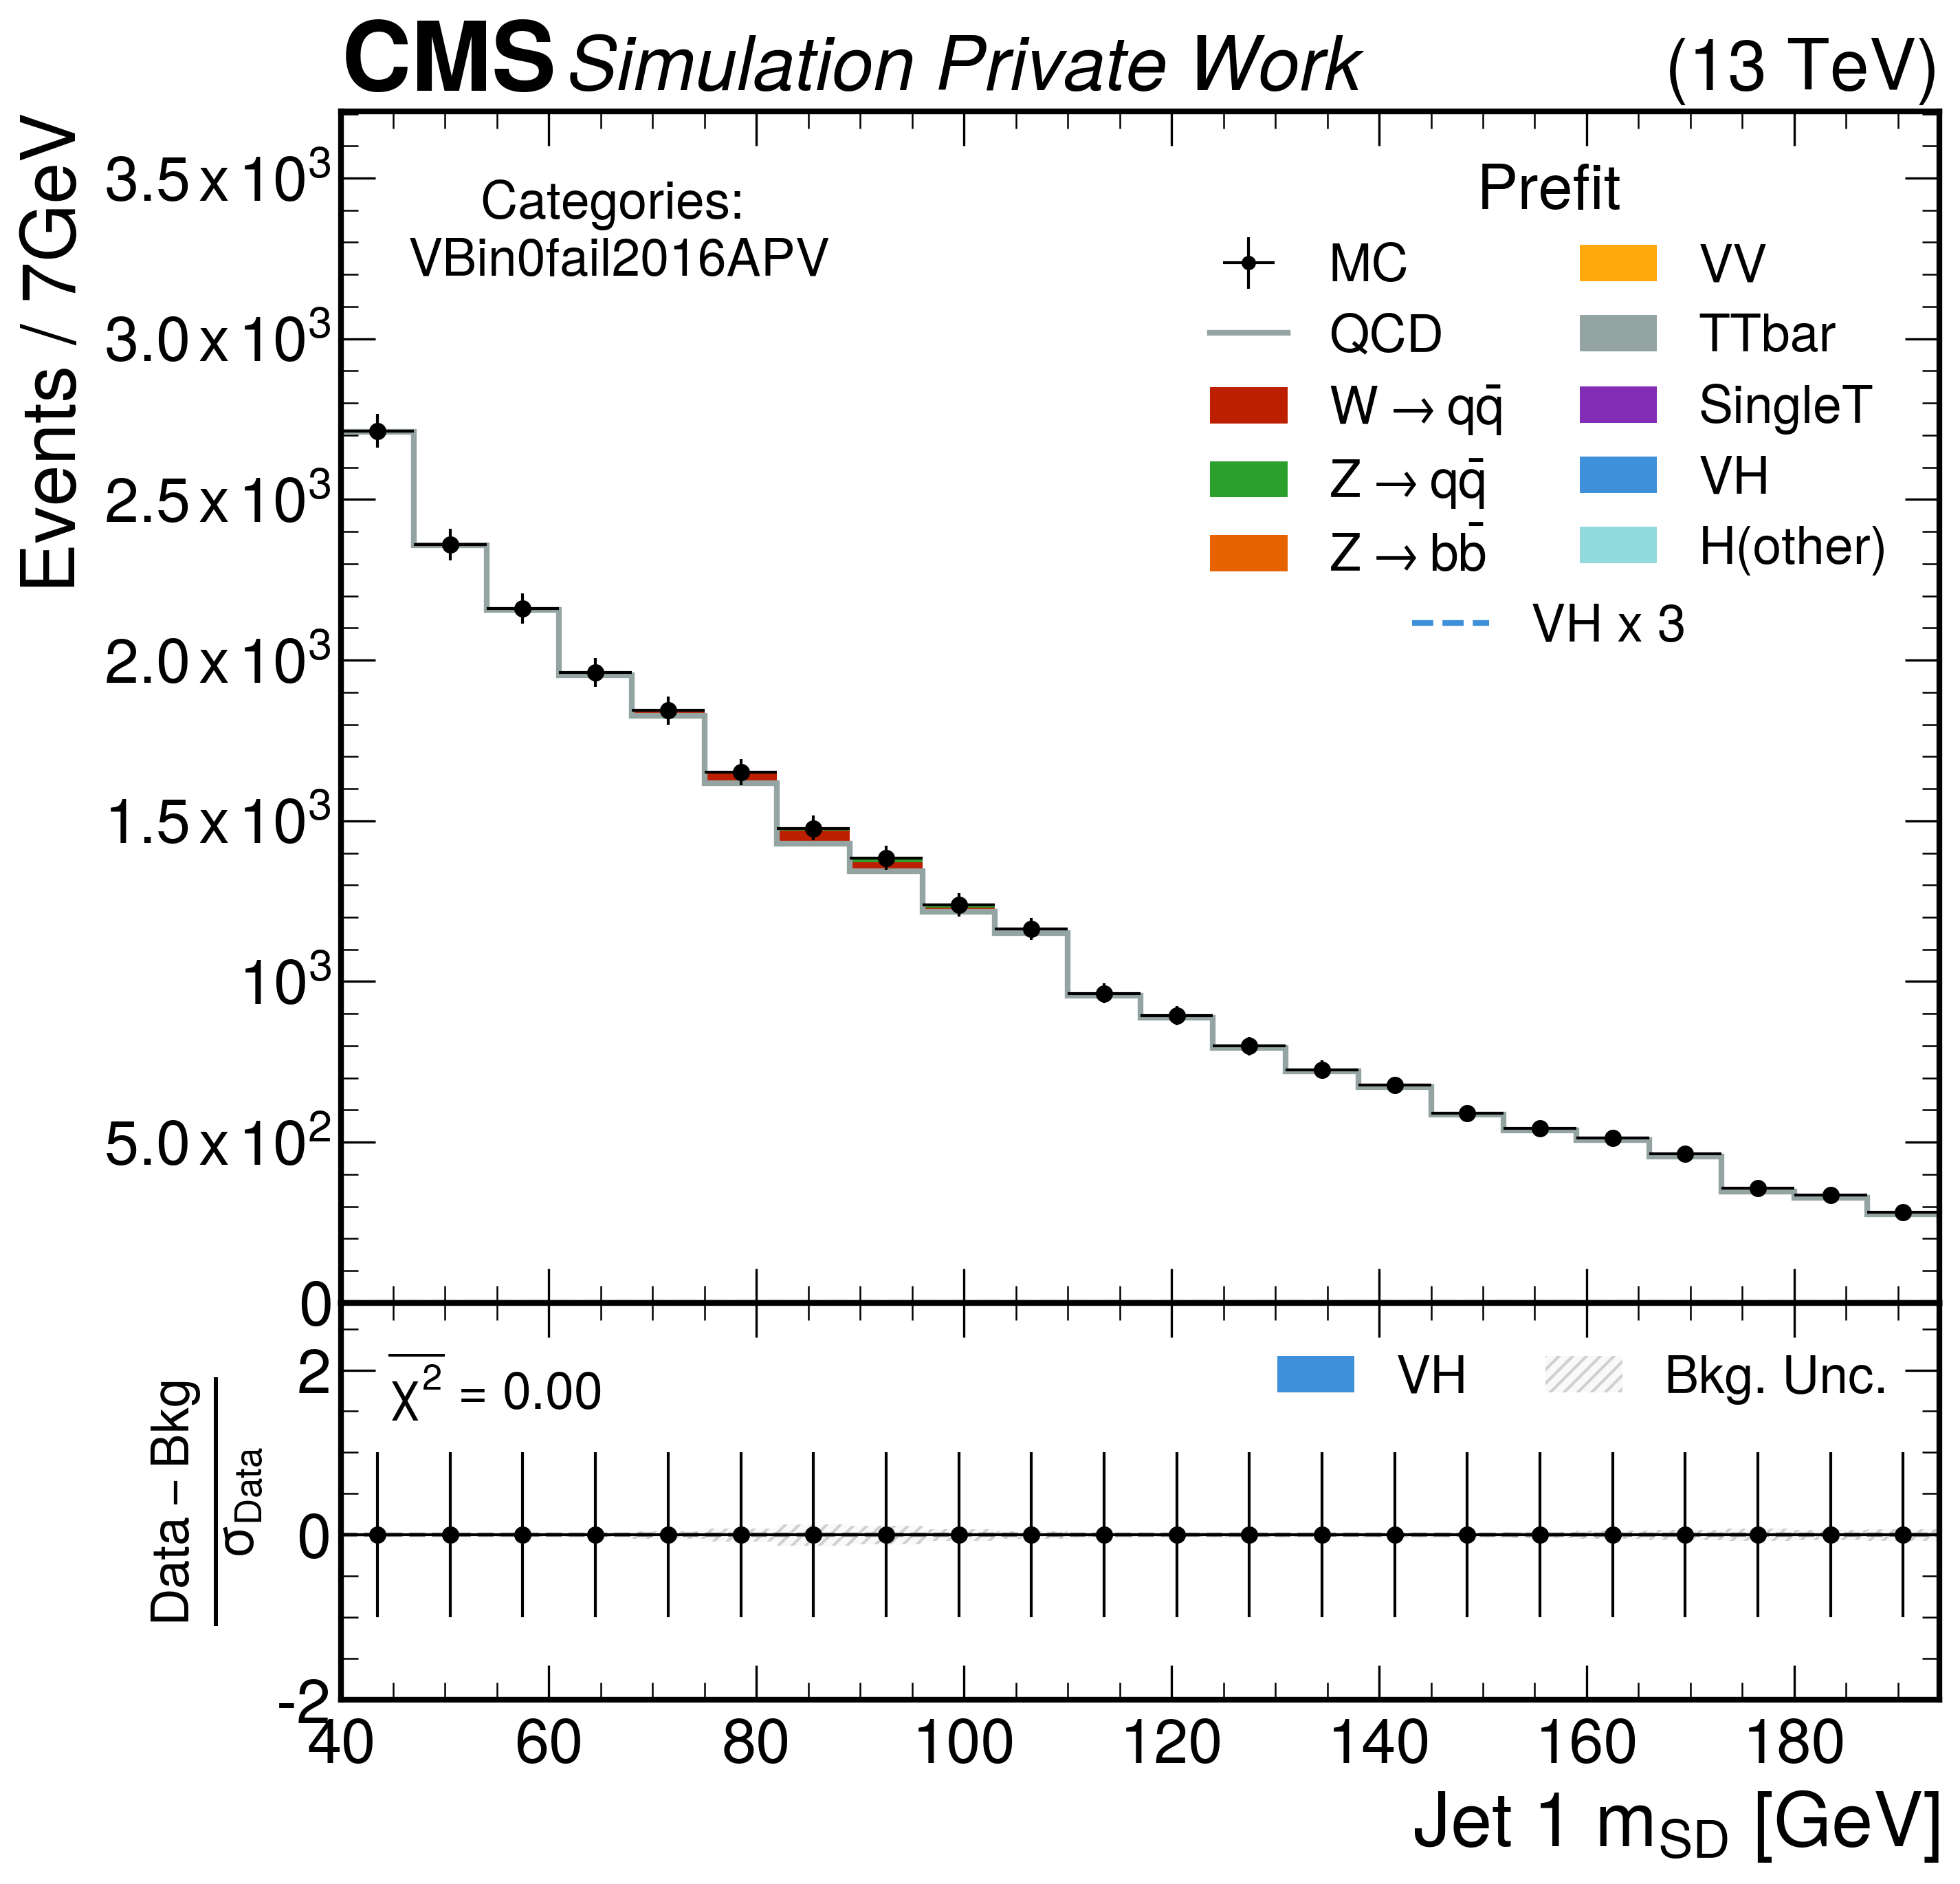 CMS Simulation Private Work (13 TeV)
Events / 7GeV
3.5 x 10³
3.0 x 10³
2.5 x 10³
2.0 x 10³
1.5 x 10³
10³
5.0 x 10²
0
Categories:
VBin0fail2016APV
Prefit
MC
QCD
W → qq̄
Z → qq̄
Z → bb̄
VV
TTbar
SingleT
VH
H(other)
VH x 3
Data − Bkg
σ_Data
2
0
-2
χ² = 0.00
VH
Bkg. Unc.
40 60 80 100 120 140 160 180
Jet 1 m_SD [GeV]